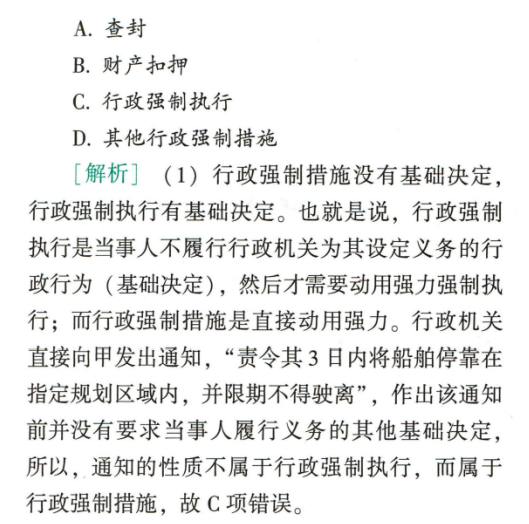 A. 查封
B. 财产扣押
C. 行政强制执行
D. 其他行政强制措施
［解析］（1）行政强制措施没有基础决定，
行政强制执行有基础决定。也就是说，行政强制
执行是当事人不履行行政机关为其设定义务的行
政行为（基础决定），然后才需要动用强力强制执
行；而行政强制措施是直接动用强力。行政机关
直接向甲发出通知，“责令其3日内将船舶停靠在
指定规划区域内，并限期不得驶离”，作出该通知
前并没有要求当事人履行义务的其他基础决定，
所以，通知的性质不属于行政强制执行，而属于
行政强制措施，故C项错误。